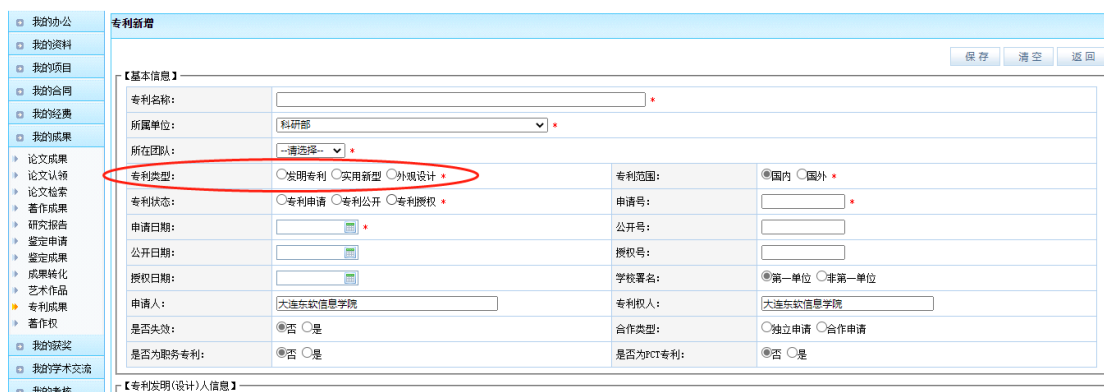 我的办公
我的资料
我的项目
我的合同
我的经费
我的成果
论文成果
论文认领
论文检索
著作成果
研究报告
鉴定申请
鉴定成果
成果转化
艺术作品
专利成果
著作权
我的获奖
我的学术交流
专利新增
保存 清空 返回
【基本信息】
专利名称： *
所属单位： 科研部 *
所在团队： --请选择-- *
专利类型： 发明专利 实用新型 外观设计 * 专利范围： 国内 国外 *
专利状态： 专利申请 专利公开 专利授权 * 申请号： *
申请日期： * 公开号：
公开日期： 授权号：
授权日期： 学校署名： 第一单位 非第一单位
申请人： 大连东软信息学院 专利权人： 大连东软信息学院
是否失效： 否 是 合作类型： 独立申请 合作申请
是否为职务专利： 否 是 是否为PCT专利： 否 是
【专利发明(设计)人信息】